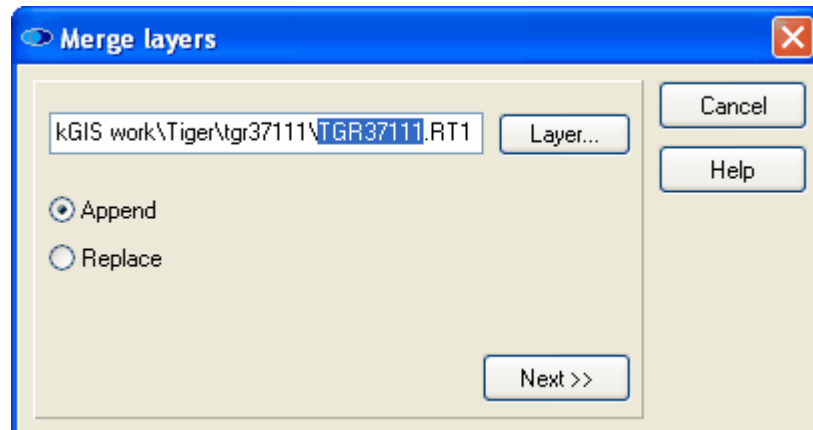 Merge layers
kGIS work\Tiger\tgr37111\TGR37111.RT1
Layer...
Cancel
Help
Append
Replace
Next >>